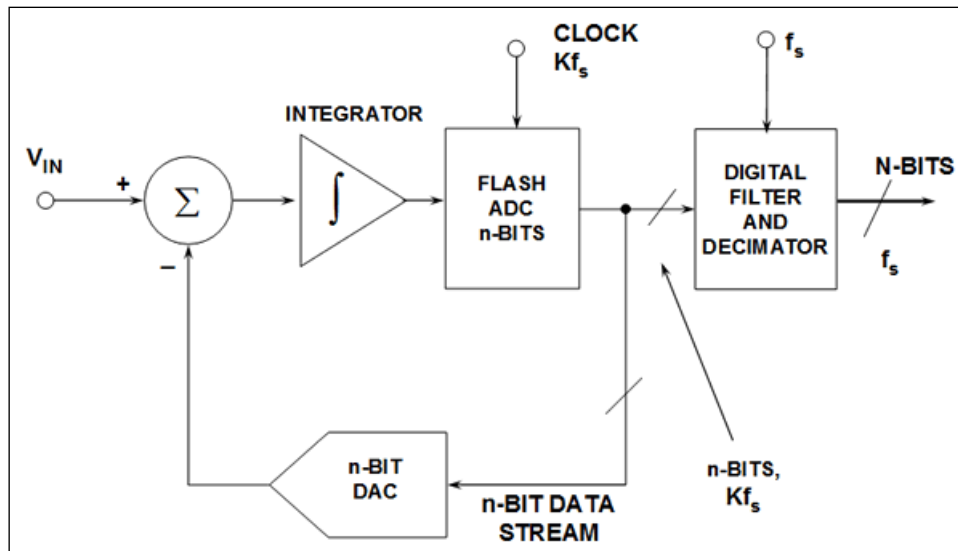 CLOCK
Kfs
fs
INTEGRATOR
VIN
+
Σ
−
∫
FLASH
ADC
n-BITS
DIGITAL
FILTER
AND
DECIMATOR
N-BITS
fs
n-BIT
DAC
n-BIT DATA
STREAM
n-BITS,
Kfs